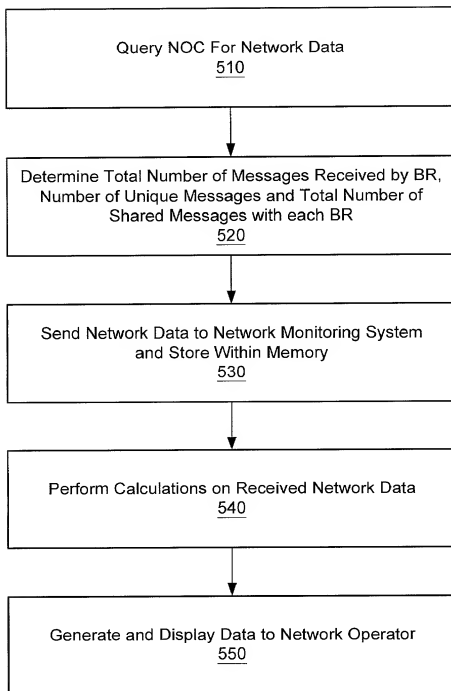 Query NOC For Network Data
510
Determine Total Number of Messages Received by BR,
Number of Unique Messages and Total Number of
Shared Messages with each BR
520
Send Network Data to Network Monitoring System
and Store Within Memory
530
Perform Calculations on Received Network Data
540
Generate and Display Data to Network Operator
550